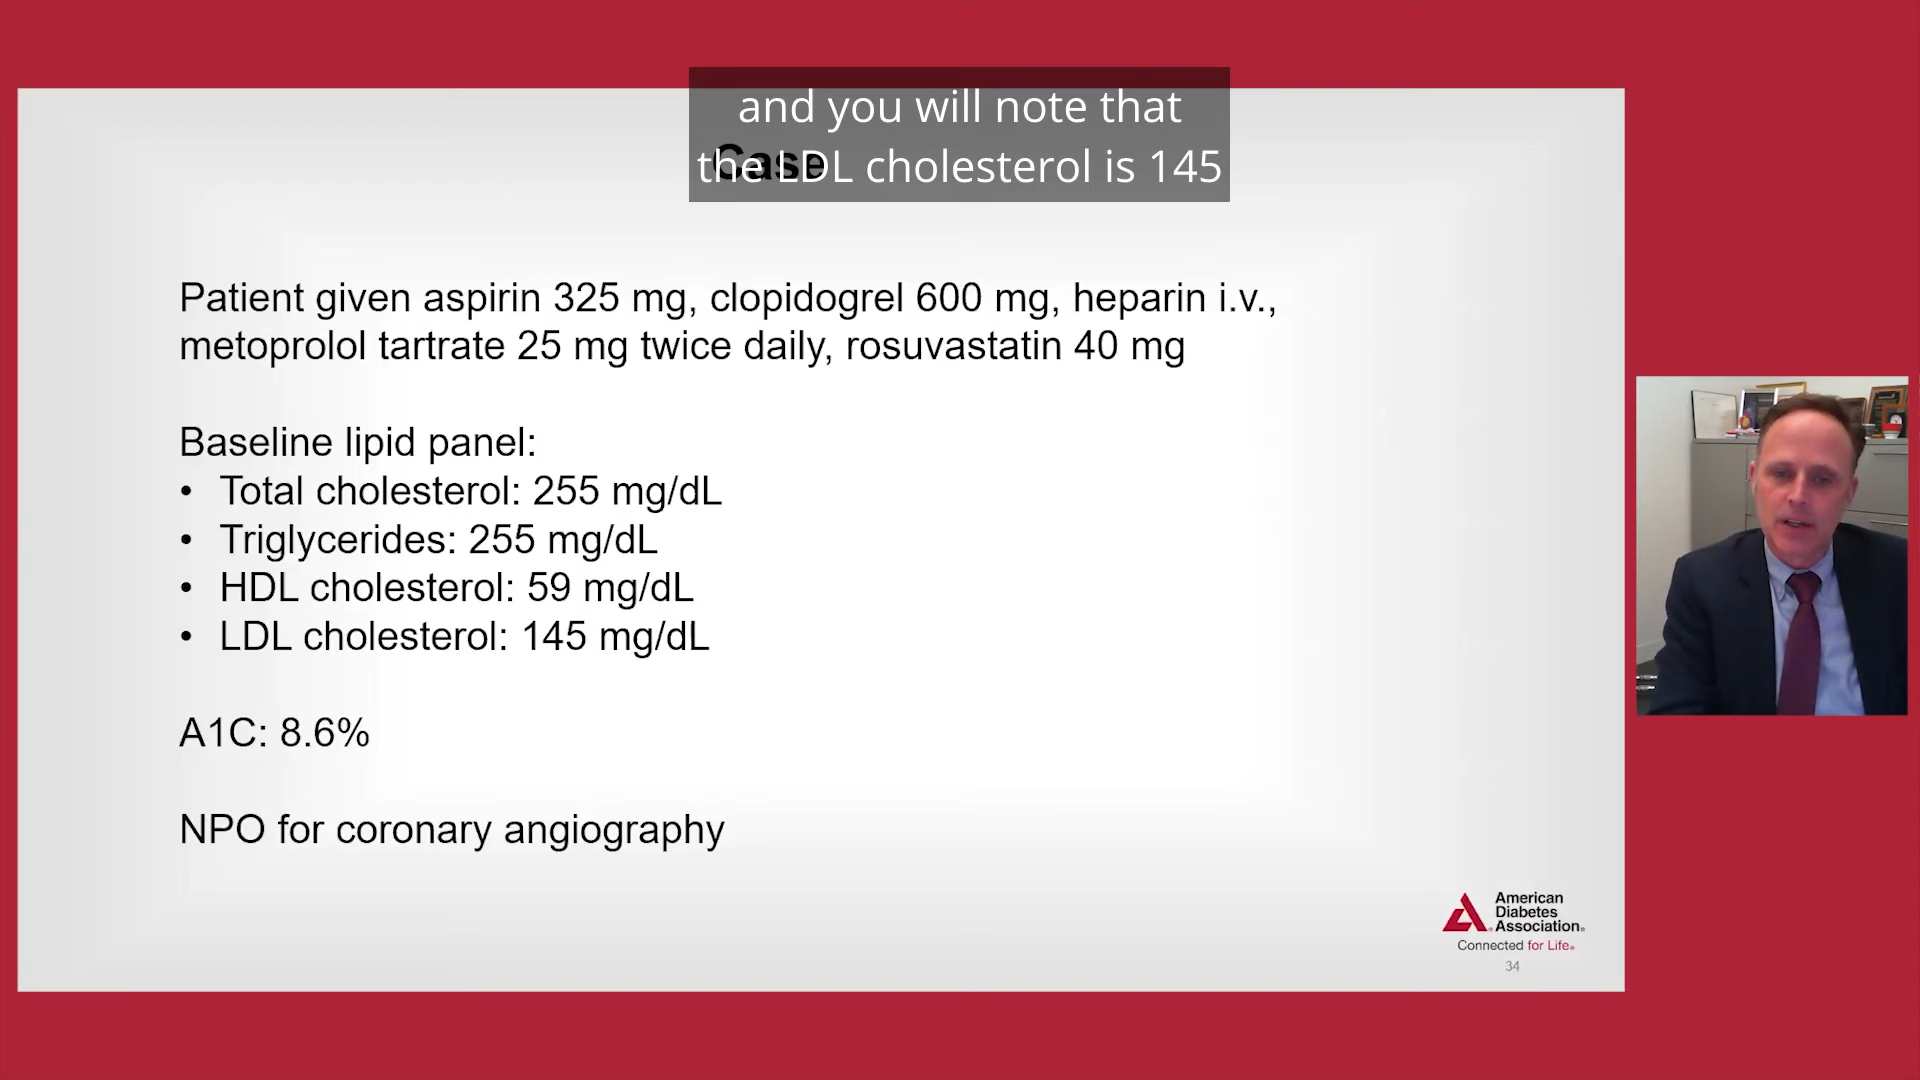 and you will note that
the LDL cholesterol is 145
Case
Patient given aspirin 325 mg, clopidogrel 600 mg, heparin i.v.,
metoprolol tartrate 25 mg twice daily, rosuvastatin 40 mg
Baseline lipid panel:
• Total cholesterol: 255 mg/dL
• Triglycerides: 255 mg/dL
• HDL cholesterol: 59 mg/dL
• LDL cholesterol: 145 mg/dL
A1C: 8.6%
NPO for coronary angiography
American
Diabetes
Association®
Connected for Life®
34